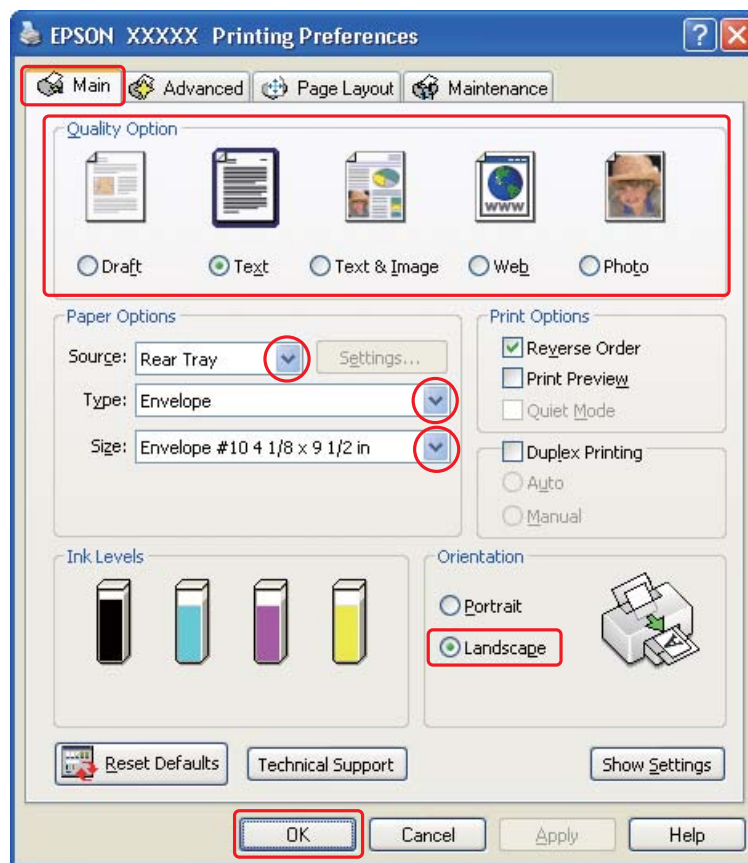 EPSON XXXXX Printing Preferences
Main Advanced Page Layout Maintenance
Quality Option
WWW
Draft Text Text & Image Web Photo
Paper Options
Source: Rear Tray Settings...
Type: Envelope
Size: Envelope #10 4 1/8 x 9 1/2 in
Print Options
Reverse Order
Print Preview
Quiet Mode
Duplex Printing
Auto
Manual
Ink Levels
Orientation
Portrait
Landscape
A
Reset Defaults Technical Support Show Settings
OK Cancel Apply Help